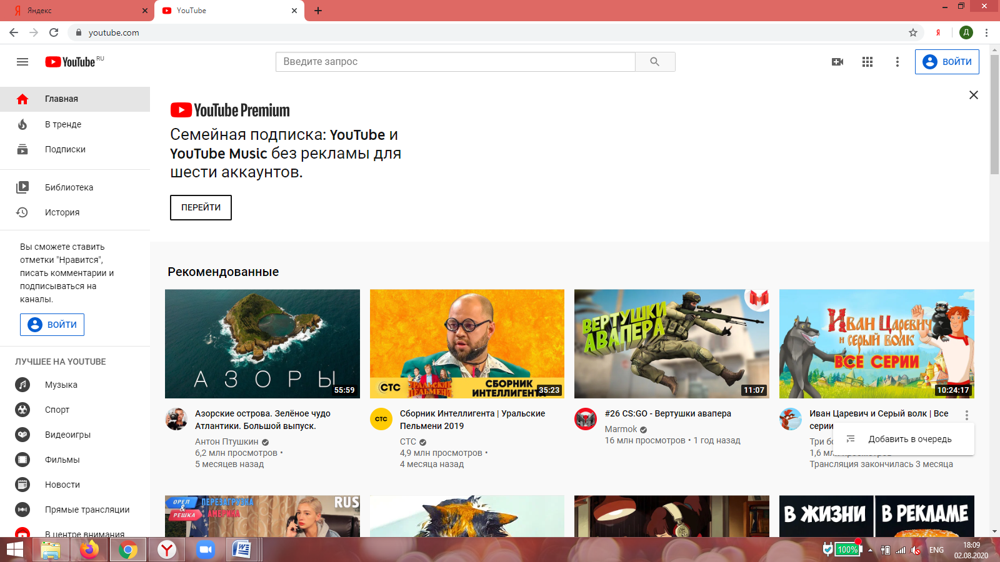 Яндекс
YouTube
youtube.com
Я
Д
YouTube RU
Введите запрос
ВОЙТИ
Главная
В тренде
Подписки
Библиотека
История
Вы сможете ставить
отметки "Нравится",
писать комментарии и
подписываться на
каналы.
ВОЙТИ
ЛУЧШЕЕ НА YOUTUBE
Музыка
Спорт
Видеоигры
Фильмы
Новости
Прямые трансляции
В центре внимания
YouTube Premium
Семейная подписка: YouTube и
YouTube Music без рекламы для
шести аккаунтов.
ПЕРЕЙТИ
Рекомендованные
АЗОРЫ
55:59
Азорские острова. Зелёное чудо
Атлантики. Большой выпуск.
Антон Птушкин
6,2 млн просмотров •
5 месяцев назад
СТС
УРАЛЬСКИЕ
ПЕЛЬМЕНИ
СБОРНИК
ИНТЕЛЛИГЕНТА
35:23
СТС
Сборник Интеллигента | Уральские
Пельмени 2019
СТС
4,9 млн просмотров •
4 месяца назад
ВЕРТУШКИ
АВАПЕРА
11:07
#26 CS:GO - Вертушки авапера
Marmok
16 млн просмотров • 1 год назад
Иван Царевич
и серый волк
ВСЕ СЕРИИ
10:24:17
Иван Царевич и Серый волк | Все
серии
Три бо
1,6 млн просмотров
Трансляция закончилась 3 месяца
Добавить в очередь
ОРЕЛ
&
РЕШКА
ПЕРЕЗАГРУЗКА
АМЕРИКА
RUS
В ЖИЗНИ
В РЕКЛАМЕ
100%
ENG
18:09
02.08.2020